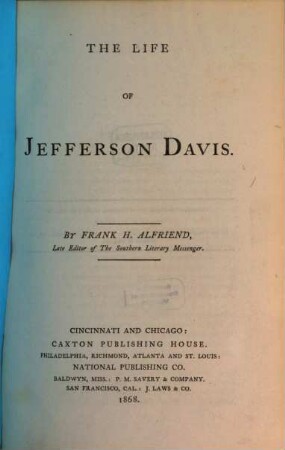 THE LIFE
OF
JEFFERSON DAVIS.
BY FRANK H. ALFRIEND,
Late Editor of The Southern Literary Messenger.
CINCINNATI AND CHICAGO:
CAXTON PUBLISHING HOUSE.
PHILADELPHIA, RICHMOND, ATLANTA AND ST. LOUIS:
NATIONAL PUBLISHING CO.
BALDWYN, MISS.: P. M. SAVERY & COMPANY.
SAN FRANCISCO, CAL.: J. LAWS & CO.
1868.